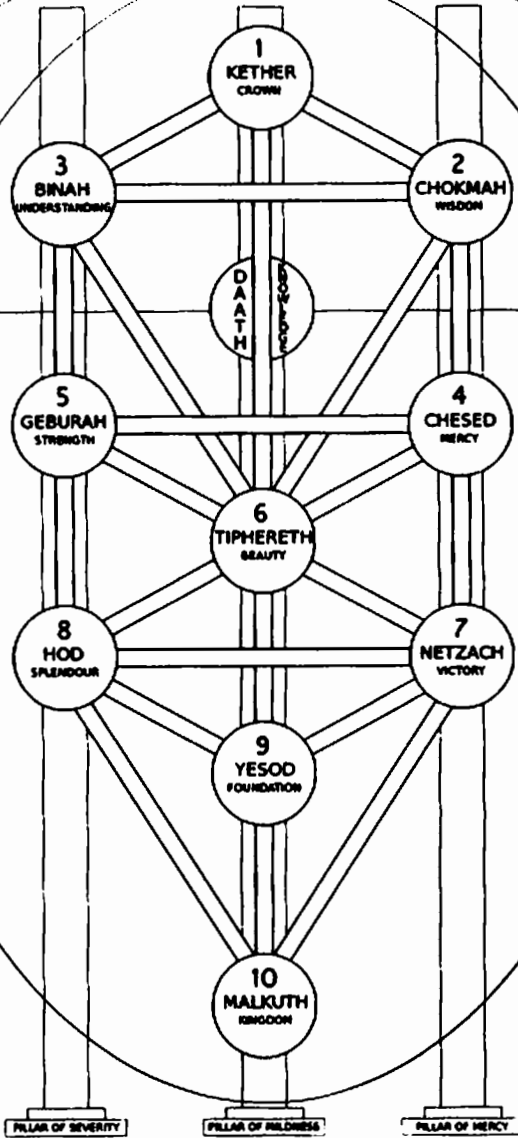 1
KETHER
CROWN
3
BINAH
UNDERSTANDING
2
CHOKMAH
WISDOM
DAATH
KNOWLEDGE
5
GEBURAH
STRENGTH
4
CHESED
MERCY
6
TIPHERETH
BEAUTY
8
HOD
SPLENDOUR
7
NETZACH
VICTORY
9
YESOD
FOUNDATION
10
MALKUTH
KINGDOM
PILLAR OF SEVERITY
PILLAR OF MILDNESS
PILLAR OF MERCY